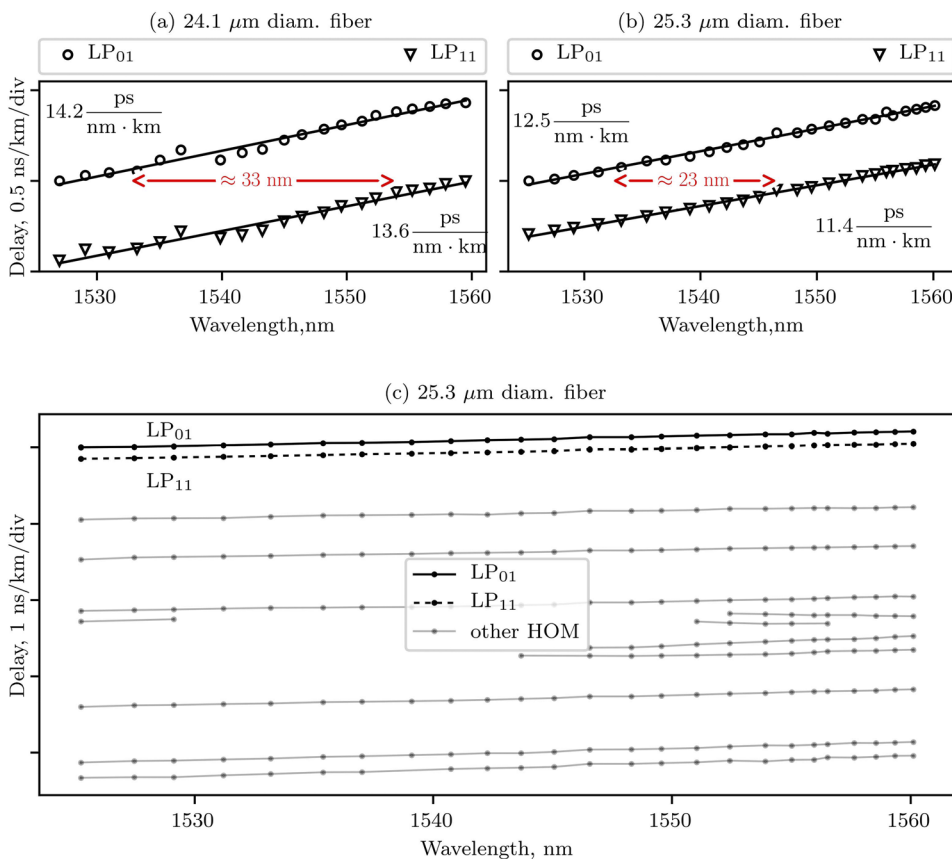 (a) 24.1 μm diam. fiber
(b) 25.3 μm diam. fiber
LP₀₁ LP₁₁
LP₀₁ LP₁₁
Delay, 0.5 ns/km/div
14.2 ps/nm · km
≈ 33 nm
13.6 ps/nm · km
12.5 ps/nm · km
≈ 23 nm
11.4 ps/nm · km
1530 1540 1550 1560
1530 1540 1550 1560
Wavelength,nm
Wavelength,nm
(c) 25.3 μm diam. fiber
Delay, 1 ns/km/div
LP₀₁
LP₁₁
LP₀₁
LP₁₁
other HOM
1530 1540 1550 1560
Wavelength, nm